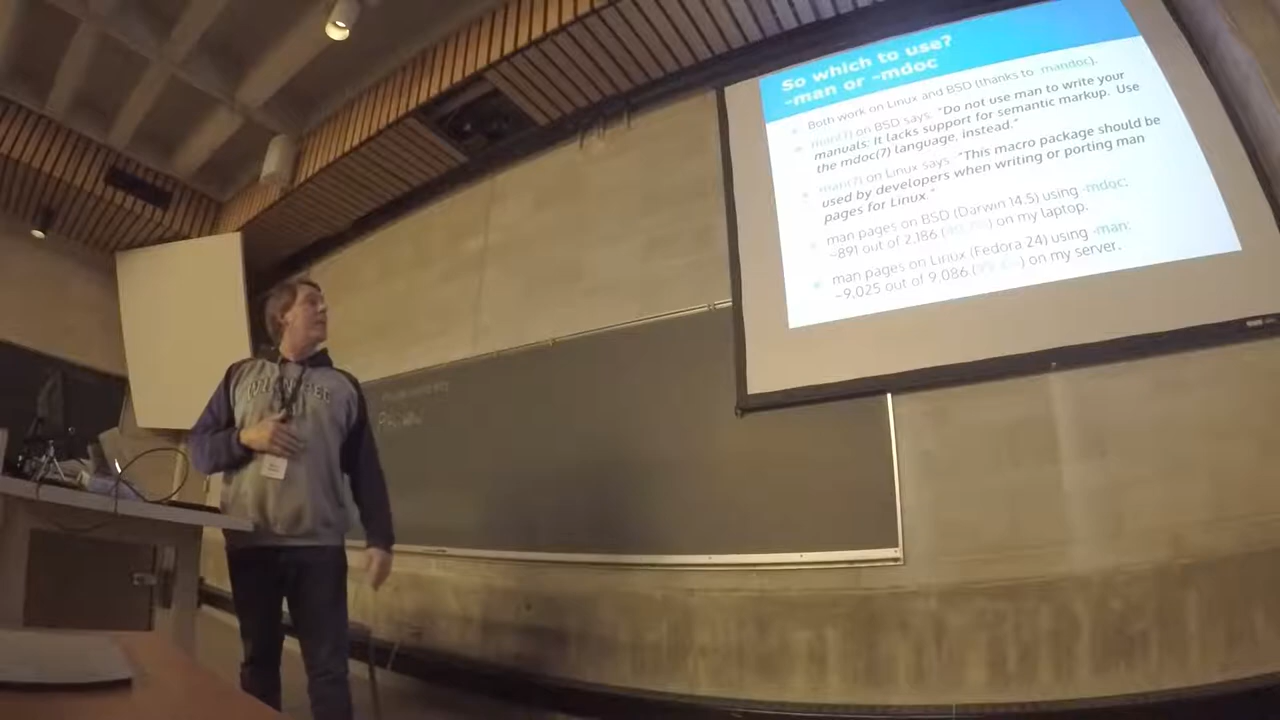 So which to use?
-man or -mdoc
Both work on Linux and BSD (thanks to mandoc).
man(7) on BSD says: "Do not use man to write your
manuals; It lacks support for semantic markup. Use
the mdoc(7) language, instead."
man(7) on Linux says "This macro package should be
used by developers when writing or porting man
pages for Linux."
man pages on BSD (Darwin 14.5) using -mdoc:
~891 out of 2,186 on my laptop.
man pages on Linux (Fedora 24) using -man:
~9,025 out of 9,086 on my server.